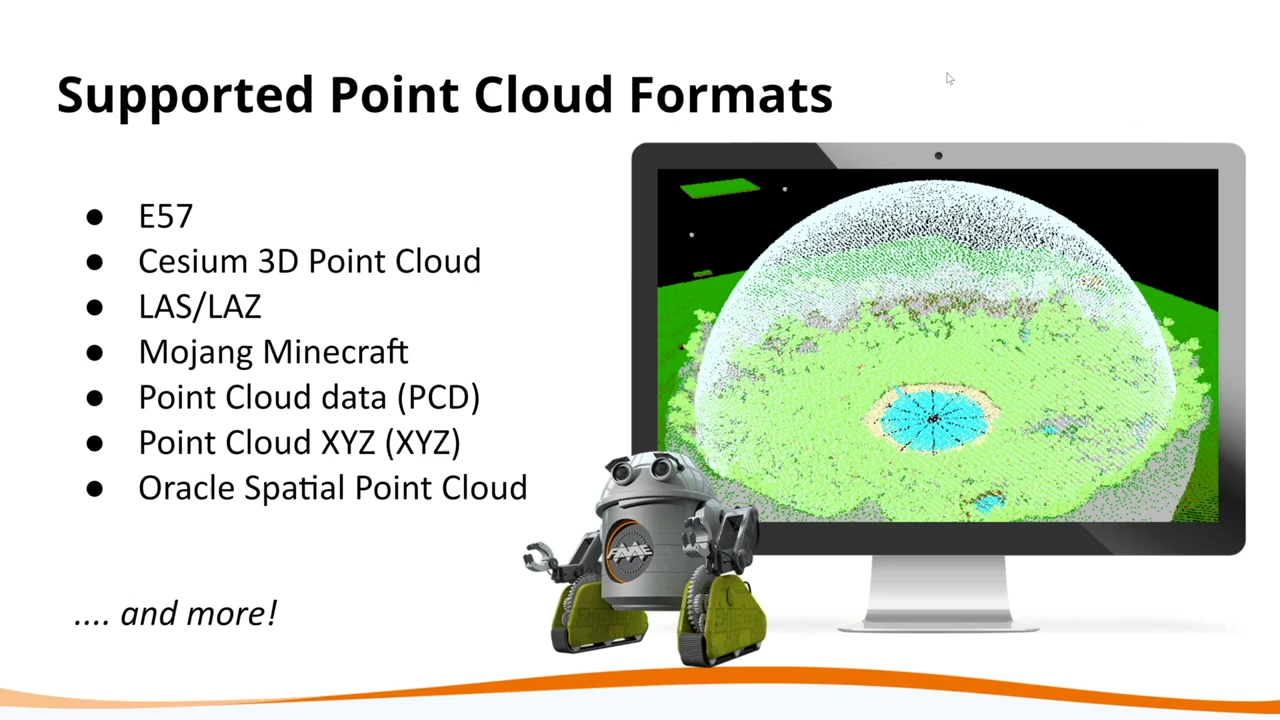 Supported Point Cloud Formats
● E57
● Cesium 3D Point Cloud
● LAS/LAZ
● Mojang Minecraft
● Point Cloud data (PCD)
● Point Cloud XYZ (XYZ)
● Oracle Spatial Point Cloud
FME
.... and more!